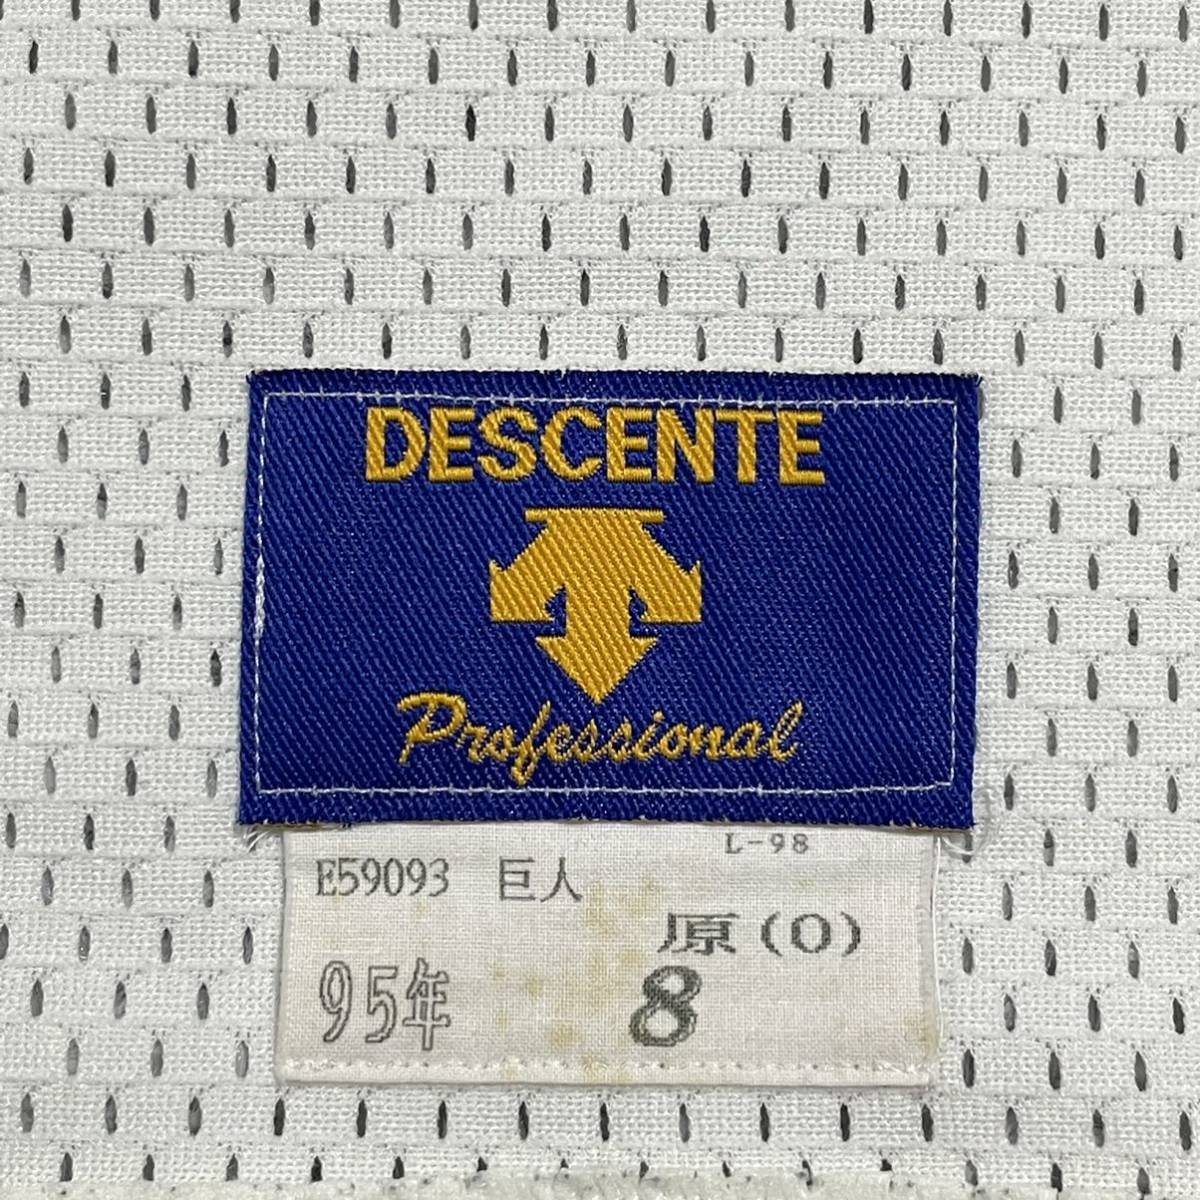 DESCENTE
Professional
L-98
E59093 巨人
原(O)
95年 8